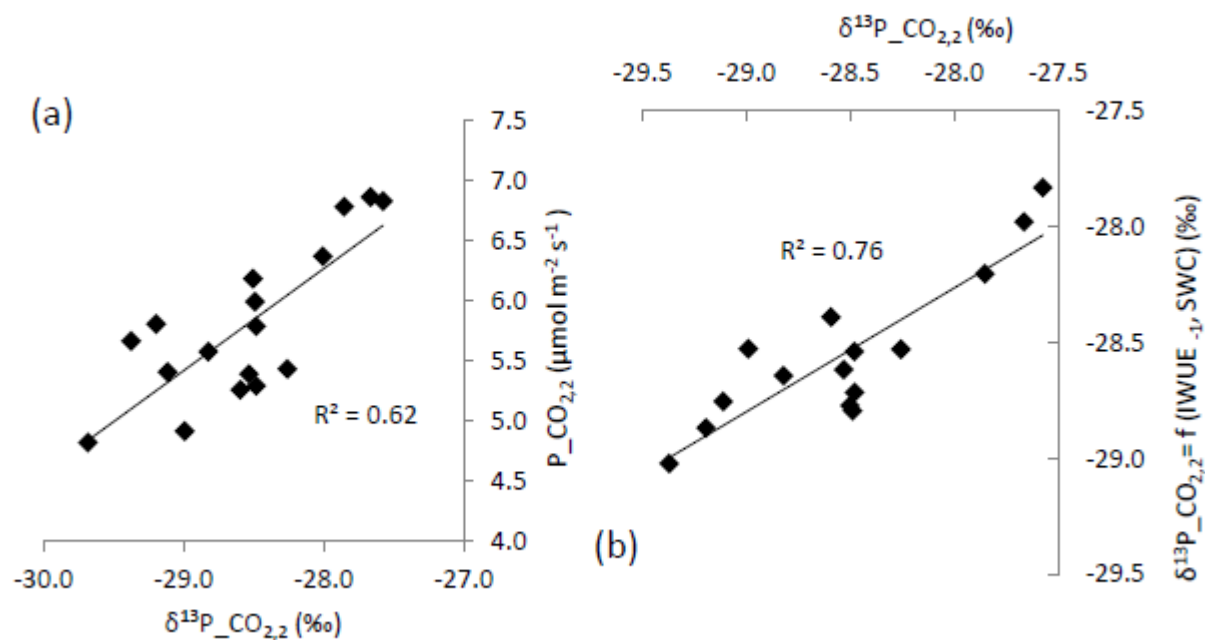 (a)
7.5
7.0
6.5
6.0
5.5
5.0
4.5
4.0
P_CO₂,₂ (µmol m⁻² s⁻¹)
R² = 0.62
-30.0 -29.0 -28.0 -27.0
δ¹³P_CO₂,₂ (‰)
δ¹³P_CO₂,₂ (‰)
-29.5 -29.0 -28.5 -28.0 -27.5
-27.5
-28.0
-28.5
-29.0
-29.5
R² = 0.76
δ¹³P_CO₂,₂= f (IWUE ₋₁, SWC) (‰)
(b)